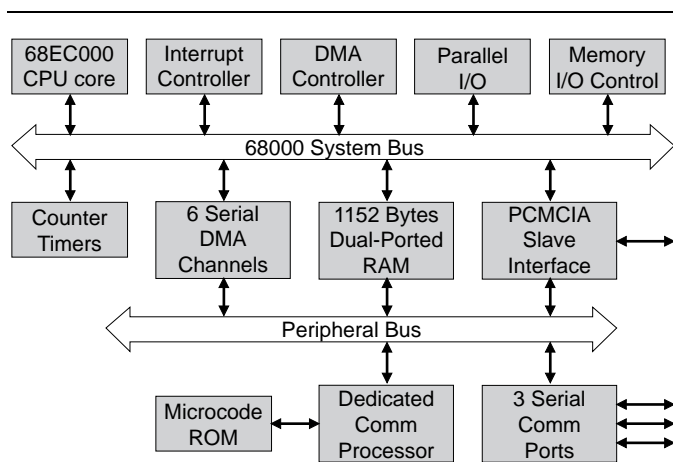 68EC000
CPU core
Interrupt
Controller
DMA
Controller
Parallel
I/O
Memory
I/O Control
68000 System Bus
Counter
Timers
6 Serial
DMA
Channels
1152 Bytes
Dual-Ported
RAM
PCMCIA
Slave
Interface
Peripheral Bus
Microcode
ROM
Dedicated
Comm
Processor
3 Serial
Comm
Ports